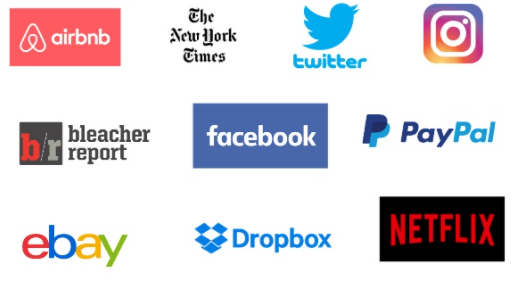 airbnb
The
New York
Times
twitter
b/r bleacher
report
facebook
PayPal
ebay
Dropbox
NETFLIX